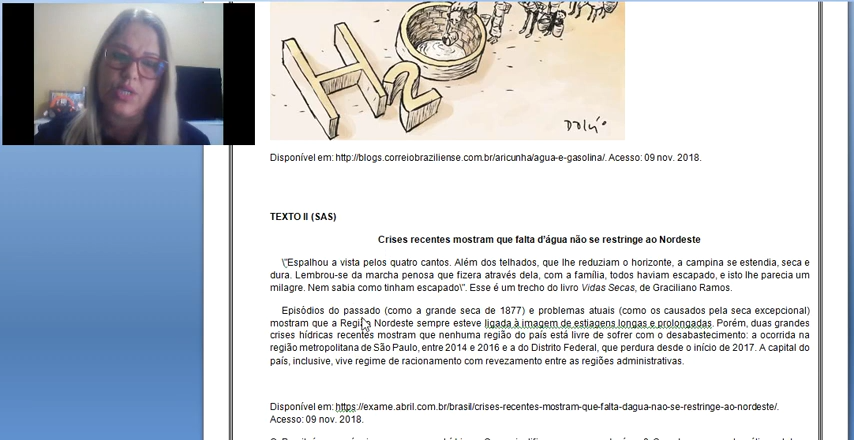 H2O
Disponível em: http://blogs.correiobraziliense.com.br/aricunha/agua-e-gasolina/. Acesso: 09 nov. 2018.
TEXTO II (SAS)
Crises recentes mostram que falta d'água não se restringe ao Nordeste
\"Espalhou a vista pelos quatro cantos. Além dos telhados, que lhe reduziam o horizonte, a campina se estendia, seca e
dura. Lembrou-se da marcha penosa que fizera através dela, com a família, todos haviam escapado, e isto lhe parecia um
milagre. Nem sabia como tinham escapado\". Esse é um trecho do livro Vidas Secas, de Graciliano Ramos.
Episódios do passado (como a grande seca de 1877) e problemas atuais (como os causados pela seca excepcional)
mostram que a Região Nordeste sempre esteve ligada à imagem de estiagens longas e prolongadas. Porém, duas grandes
crises hídricas recentes mostram que nenhuma região do país está livre de sofrer com o desabastecimento: a ocorrida na
região metropolitana de São Paulo, entre 2014 e 2016 e a do Distrito Federal, que perdura desde o início de 2017. A capital do
país, inclusive, vive regime de racionamento com revezamento entre as regiões administrativas.
Disponível em: https://exame.abril.com.br/brasil/crises-recentes-mostram-que-falta-dagua-nao-se-restringe-ao-nordeste/.
Acesso: 09 nov. 2018.